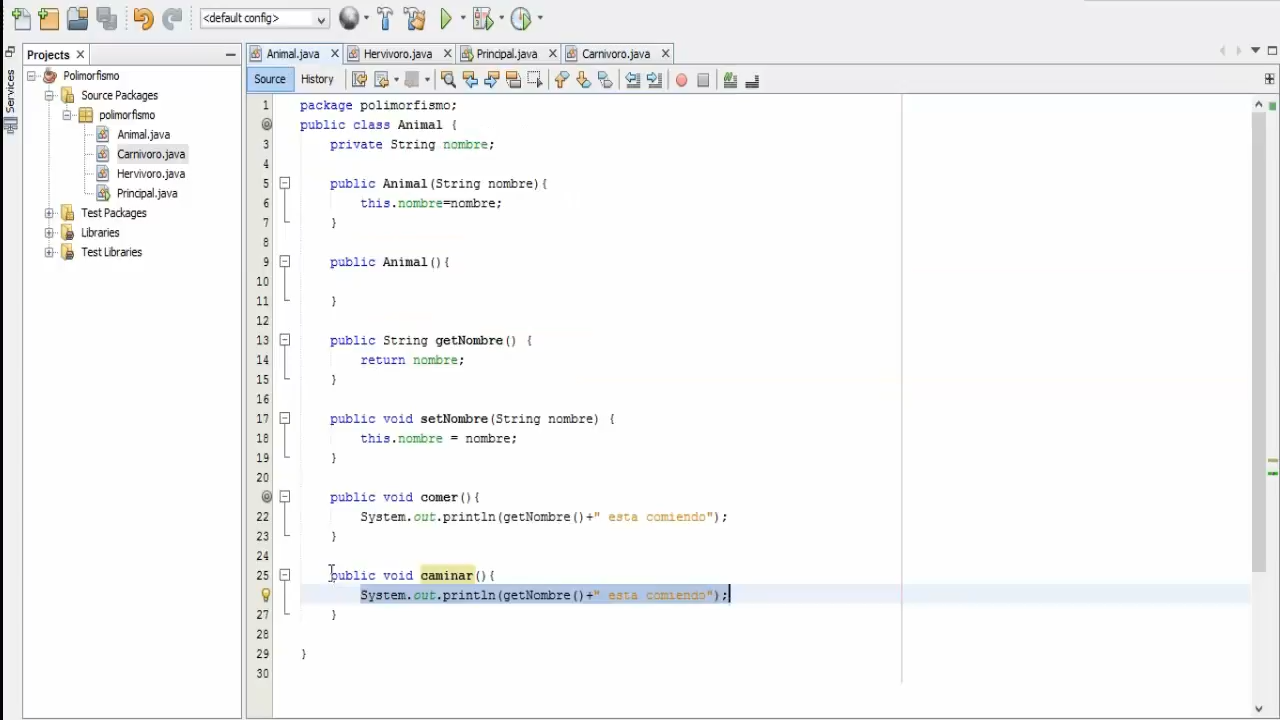 <default config>
Projects
Animal.java
Hervivoro.java
Principal.java
Carnivoro.java
Services
Source
History
Polimorfismo
Source Packages
polimorfismo
Animal.java
Carnivoro.java
Hervivoro.java
Principal.java
Test Packages
Libraries
Test Libraries
1 package polimorfismo;
public class Animal {
3 private String nombre;
4
5 public Animal(String nombre){
6 this.nombre=nombre;
7 }
8
9 public Animal(){
10
11 }
12
13 public String getNombre() {
14 return nombre;
15 }
16
17 public void setNombre(String nombre) {
18 this.nombre = nombre;
19 }
20
public void comer(){
22 System.out.println(getNombre()+" esta comiendo");
23 }
24
25 public void caminar(){
System.out.println(getNombre()+" esta comiendo");
27 }
28
29 }
30